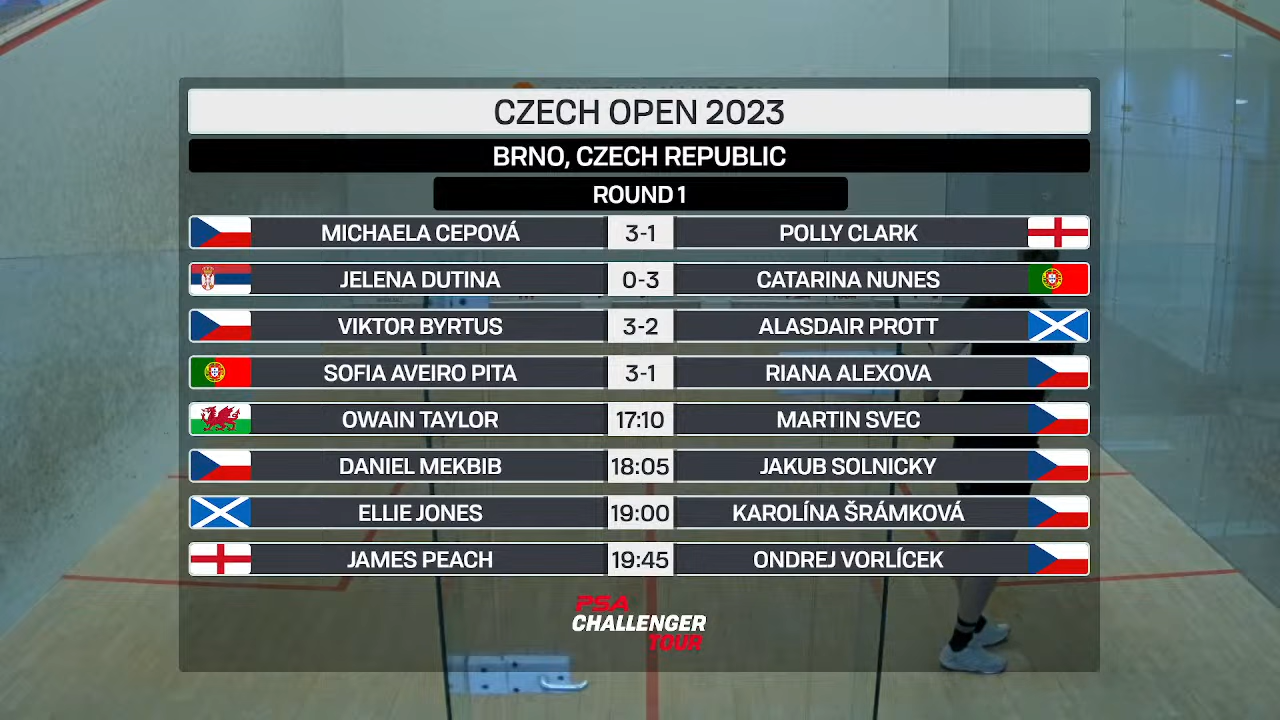 CZECH OPEN 2023
BRNO, CZECH REPUBLIC
ROUND 1
MICHAELA CEPOVÁ 3-1 POLLY CLARK
JELENA DUTINA 0-3 CATARINA NUNES
VIKTOR BYRTUS 3-2 ALASDAIR PROTT
SOFIA AVEIRO PITA 3-1 RIANA ALEXOVA
OWAIN TAYLOR 17:10 MARTIN SVEC
DANIEL MEKBIB 18:05 JAKUB SOLNICKY
ELLIE JONES 19:00 KAROLÍNA ŠRÁMKOVÁ
JAMES PEACH 19:45 ONDREJ VORLÍCEK
PSA
CHALLENGER
TOUR